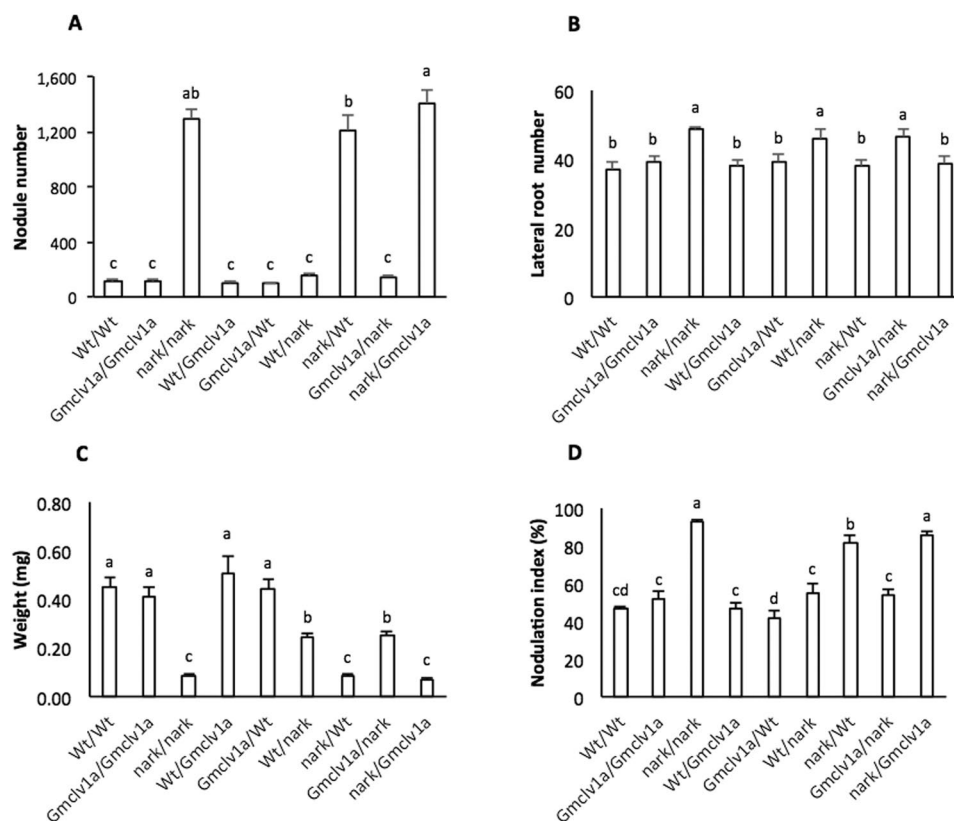 A
Nodule number
1,600
1,200
800
400
0
c
c
ab
c
c
c
b
c
a
Wt/Wt
Gmclv1a/Gmclv1a
nark/nark
Wt/Gmclv1a
Gmclv1a/Wt
Wt/nark
nark/Wt
Gmclv1a/nark
nark/Gmclv1a
B
Lateral root number
60
40
20
0
b
b
a
b
b
a
b
a
b
Wt/Wt
Gmclv1a/Gmclv1a
nark/nark
Wt/Gmclv1a
Gmclv1a/Wt
Wt/nark
nark/Wt
Gmclv1a/nark
nark/Gmclv1a
C
Weight (mg)
0.80
0.60
0.40
0.20
0.00
a
a
c
a
a
b
c
b
c
Wt/Wt
Gmclv1a/Gmclv1a
nark/nark
Wt/Gmclv1a
Gmclv1a/Wt
Wt/nark
nark/Wt
Gmclv1a/nark
nark/Gmclv1a
D
Nodulation index (%)
100
80
60
40
20
0
cd
c
a
c
d
c
b
c
a
Wt/Wt
Gmclv1a/Gmclv1a
nark/nark
Wt/Gmclv1a
Gmclv1a/Wt
Wt/nark
nark/Wt
Gmclv1a/nark
nark/Gmclv1a